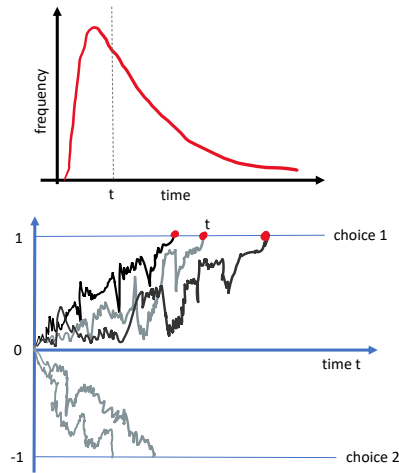 frequency
t
time
t
1
choice 1
0
time t
-1
choice 2